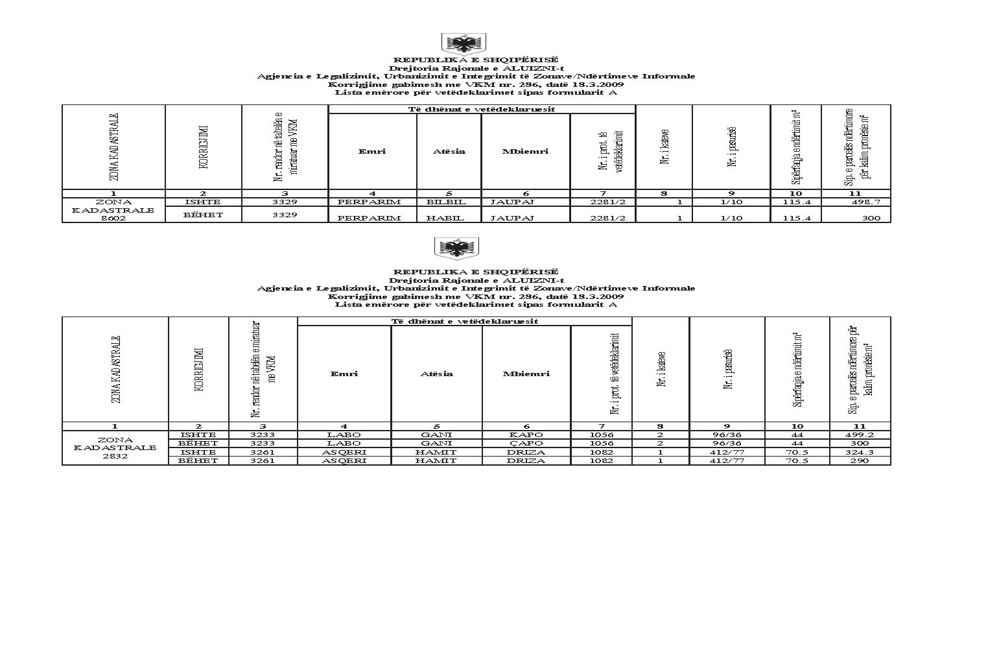 REPUBLIKA E SHQIPËRISË
Drejtoria Rajonale e ALUIZNI-t
Agjencia e Legalizimit, Urbanizimit e Integrimit të Zonave/Ndërtimeve Informale
Korrigjime gabimesh me VKM nr. 286, datë 18.3.2009
Lista emërore për vetëdeklarimet sipas formularit A
ZONA KADASTRALE
KORRIGJIMI
Nr. rendor në tabelën e
miratuar me VKM
Të dhënat e vetëdeklaruesit
Emri
Atësia
Mbiemri
Nr. i prot. të
vetëdeklarimit
Nr. i kateve
Nr. i pasurisë
Sipërfaqja e ndërtimit m²
Sip. e parcelës ndërtimore
për kalim pronësie m²
1 2 3 4 5 6 7 8 9 10 11
ZONA
KADASTRALE
8602
ISHTE 3329 PERPARIM BILBIL JAUPAJ 2281/2 1 1/10 115.4 498.7
BËHET 3329 PERPARIM HABIL JAUPAJ 2281/2 1 1/10 115.4 300
REPUBLIKA E SHQIPËRISË
Drejtoria Rajonale e ALUIZNI-t
Agjencia e Legalizimit, Urbanizimit e Integrimit të Zonave/Ndërtimeve Informale
Korrigjime gabimesh me VKM nr. 286, datë 18.3.2009
Lista emërore për vetëdeklarimet sipas formularit A
ZONA KADASTRALE
KORRIGJIMI
Nr. rendor në tabelën e miratuar
me VKM
Të dhënat e vetëdeklaruesit
Emri
Atësia
Mbiemri
Nr. i prot. të vetëdeklarimit
Nr. i kateve
Nr. i pasurisë
Sipërfaqja e ndërtimit m²
Sip. e parcelës ndërtimore për
kalim pronësie m²
1 2 3 4 5 6 7 8 9 10 11
ZONA
KADASTRALE
2832
ISHTE 3233 LABO GANI KAPO 1056 2 96/36 44 499.2
BËHET 3233 LABO GANI ÇAPO 1056 2 96/36 44 300
ISHTE 3261 ASQERI HAMIT DRIZA 1082 1 412/77 70.5 324.3
BËHET 3261 ASQERI HAMIT DRIZA 1082 1 412/77 70.5 290